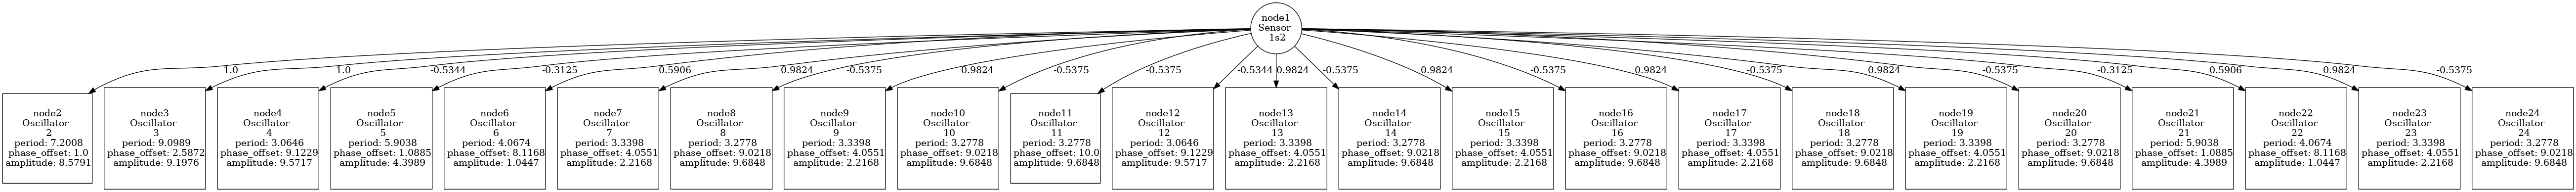 node1
Sensor
1s2
1.0
1.0
-0.5344
-0.3125
0.5906
0.9824
-0.5375
0.9824
-0.5375
-0.5375
-0.5344
0.9824
-0.5375
0.9824
-0.5375
0.9824
-0.5375
0.9824
-0.5375
-0.3125
0.5906
0.9824
-0.5375
node2
Oscillator
2
period: 7.2008
phase_offset: 1.0
amplitude: 8.5791
node3
Oscillator
3
period: 9.0989
phase_offset: 2.5872
amplitude: 9.1976
node4
Oscillator
4
period: 3.0646
phase_offset: 9.1229
amplitude: 9.5717
node5
Oscillator
5
period: 5.9038
phase_offset: 1.0885
amplitude: 4.3989
node6
Oscillator
6
period: 4.0674
phase_offset: 8.1168
amplitude: 1.0447
node7
Oscillator
7
period: 3.3398
phase_offset: 4.0551
amplitude: 2.2168
node8
Oscillator
8
period: 3.2778
phase_offset: 9.0218
amplitude: 9.6848
node9
Oscillator
9
period: 3.3398
phase_offset: 4.0551
amplitude: 2.2168
node10
Oscillator
10
period: 3.2778
phase_offset: 9.0218
amplitude: 9.6848
node11
Oscillator
11
period: 3.2778
phase_offset: 10.0
amplitude: 9.6848
node12
Oscillator
12
period: 3.0646
phase_offset: 9.1229
amplitude: 9.5717
node13
Oscillator
13
period: 3.3398
phase_offset: 4.0551
amplitude: 2.2168
node14
Oscillator
14
period: 3.2778
phase_offset: 9.0218
amplitude: 9.6848
node15
Oscillator
15
period: 3.3398
phase_offset: 4.0551
amplitude: 2.2168
node16
Oscillator
16
period: 3.2778
phase_offset: 9.0218
amplitude: 9.6848
node17
Oscillator
17
period: 3.3398
phase_offset: 4.0551
amplitude: 2.2168
node18
Oscillator
18
period: 3.2778
phase_offset: 9.0218
amplitude: 9.6848
node19
Oscillator
19
period: 3.3398
phase_offset: 4.0551
amplitude: 2.2168
node20
Oscillator
20
period: 3.2778
phase_offset: 9.0218
amplitude: 9.6848
node21
Oscillator
21
period: 5.9038
phase_offset: 1.0885
amplitude: 4.3989
node22
Oscillator
22
period: 4.0674
phase_offset: 8.1168
amplitude: 1.0447
node23
Oscillator
23
period: 3.3398
phase_offset: 4.0551
amplitude: 2.2168
node24
Oscillator
24
period: 3.2778
phase_offset: 9.0218
amplitude: 9.6848